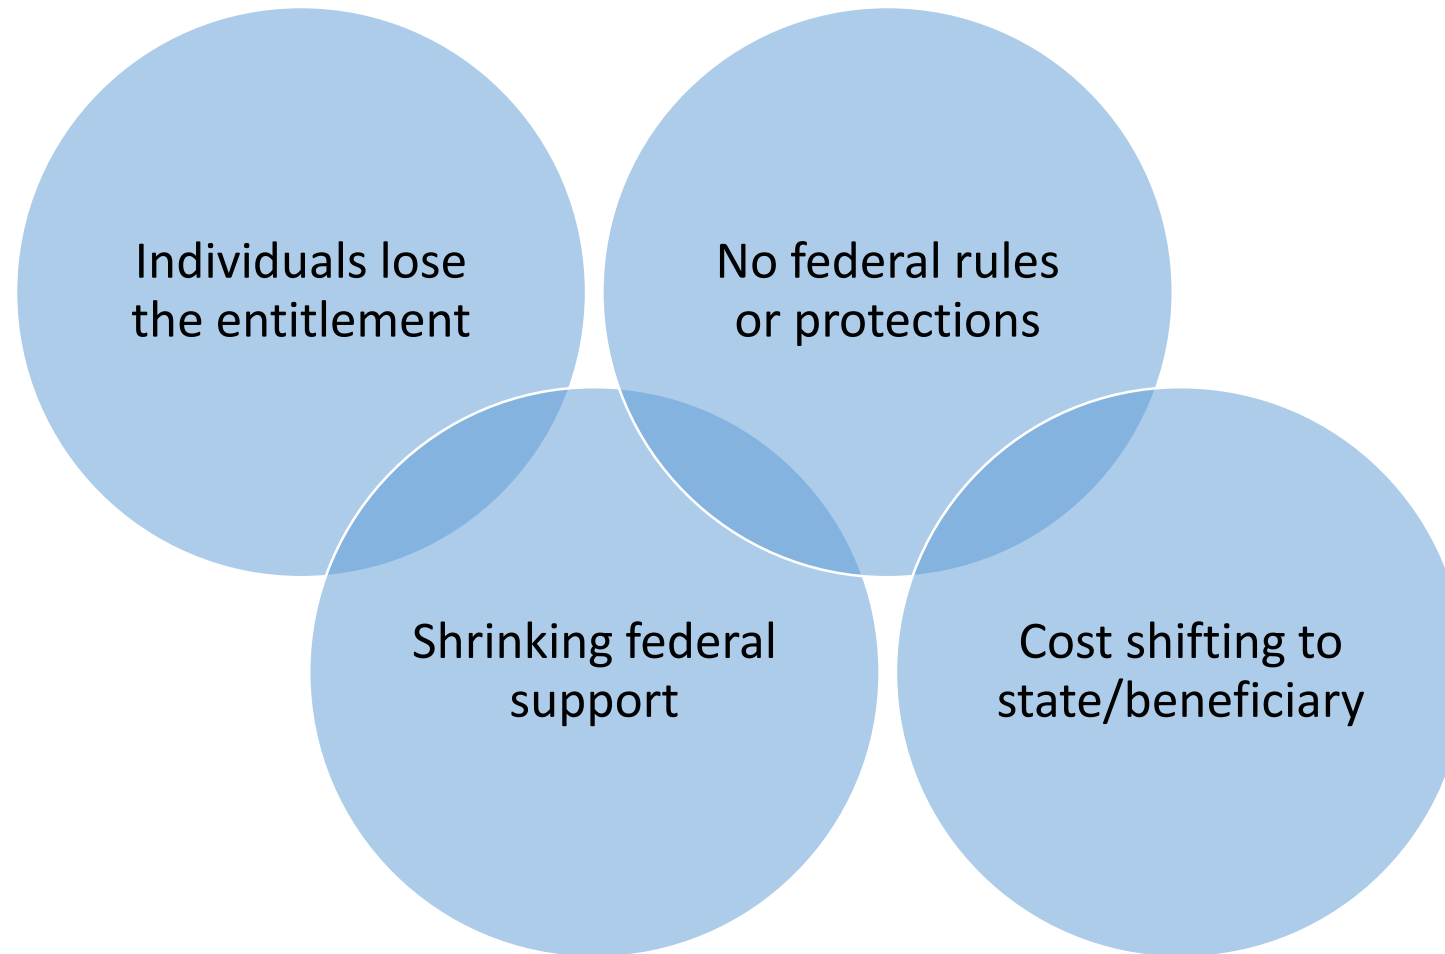 Individuals lose
the entitlement
No federal rules
or protections
Shrinking federal
support
Cost shifting to
state/beneficiary